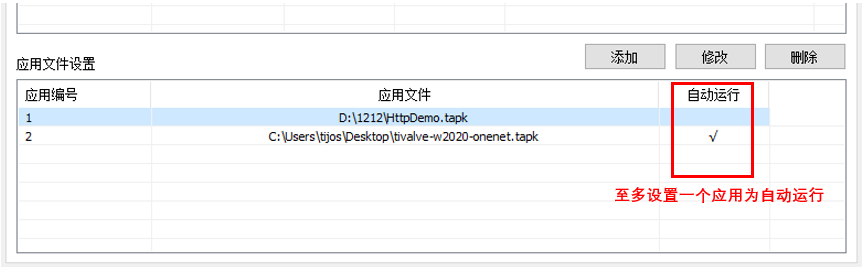 应用文件设置 添加 修改 删除
应用编号 应用文件 自动运行
1 D:\1212\HttpDemo.tapk
2 C:\Users\tijos\Desktop\tivalve-w2020-onenet.tapk √
至多设置一个应用为自动运行